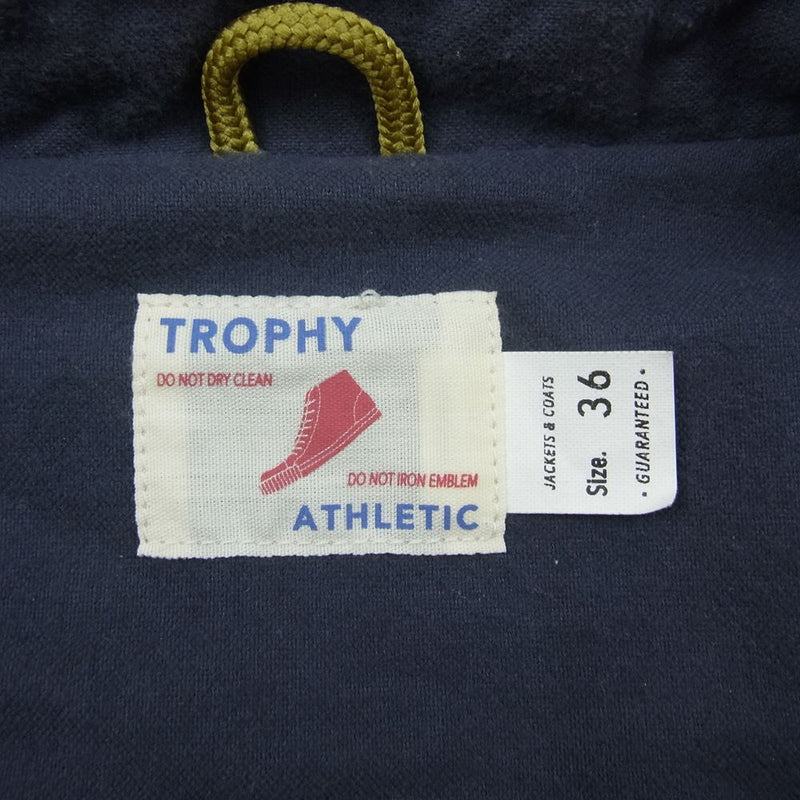 TROPHY
DO NOT DRY CLEAN
DO NOT IRON EMBLEM
ATHLETIC
JACKETS & COATS
Size. 36
• GUARANTEED •